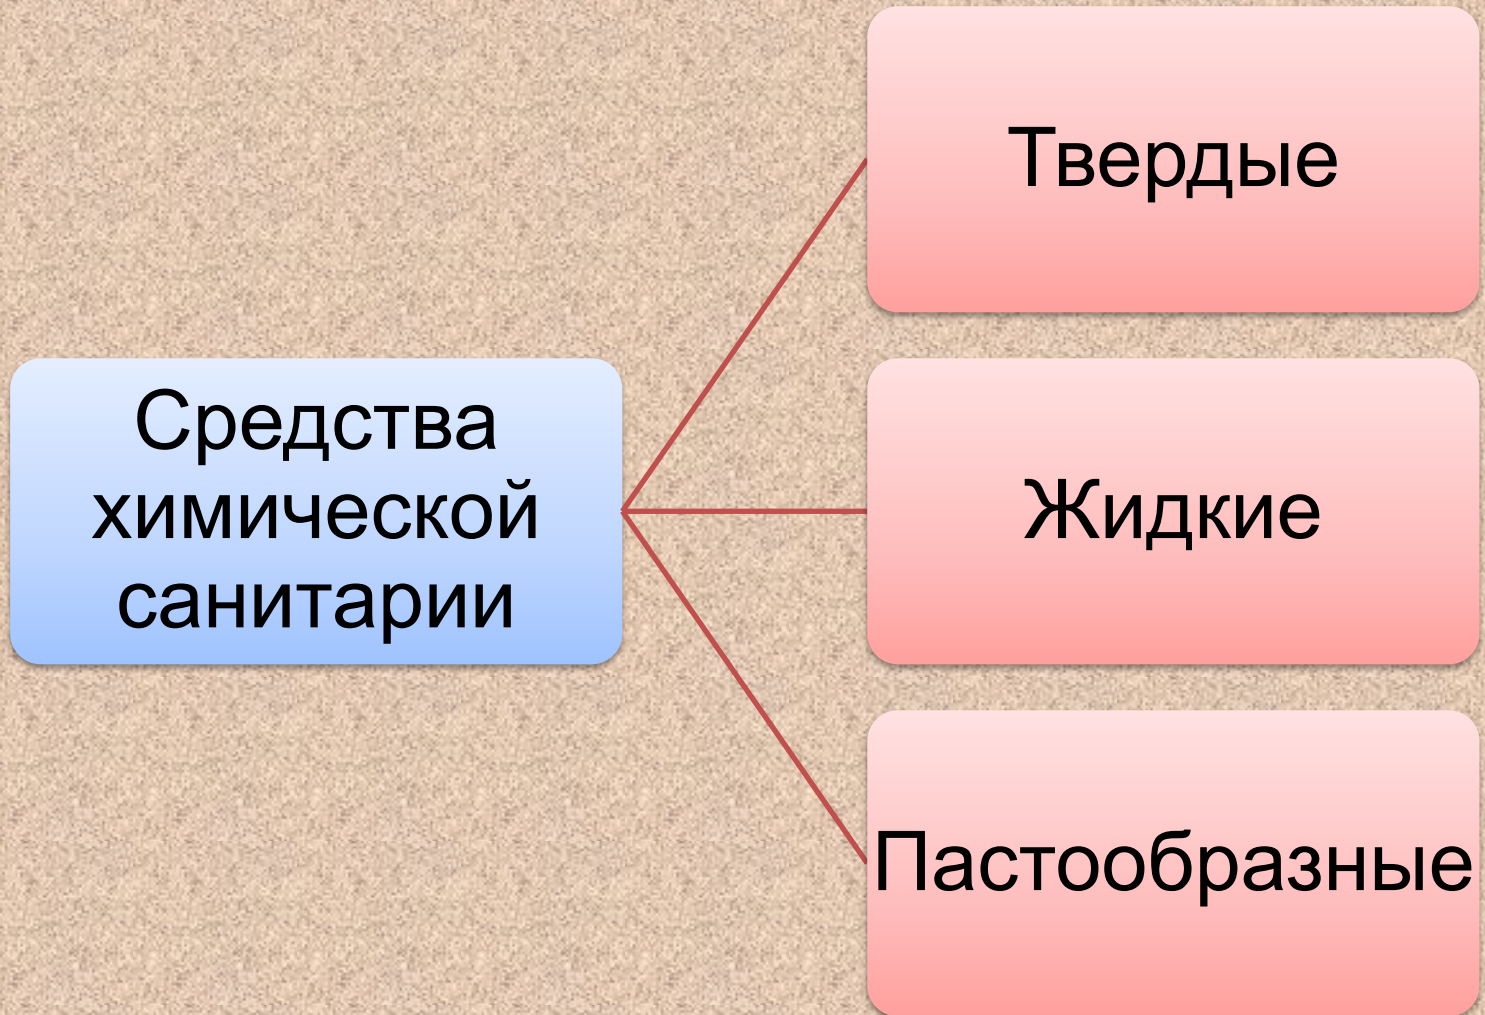 Твердые
Средства
химической
санитарии
Жидкие
Пастообразные